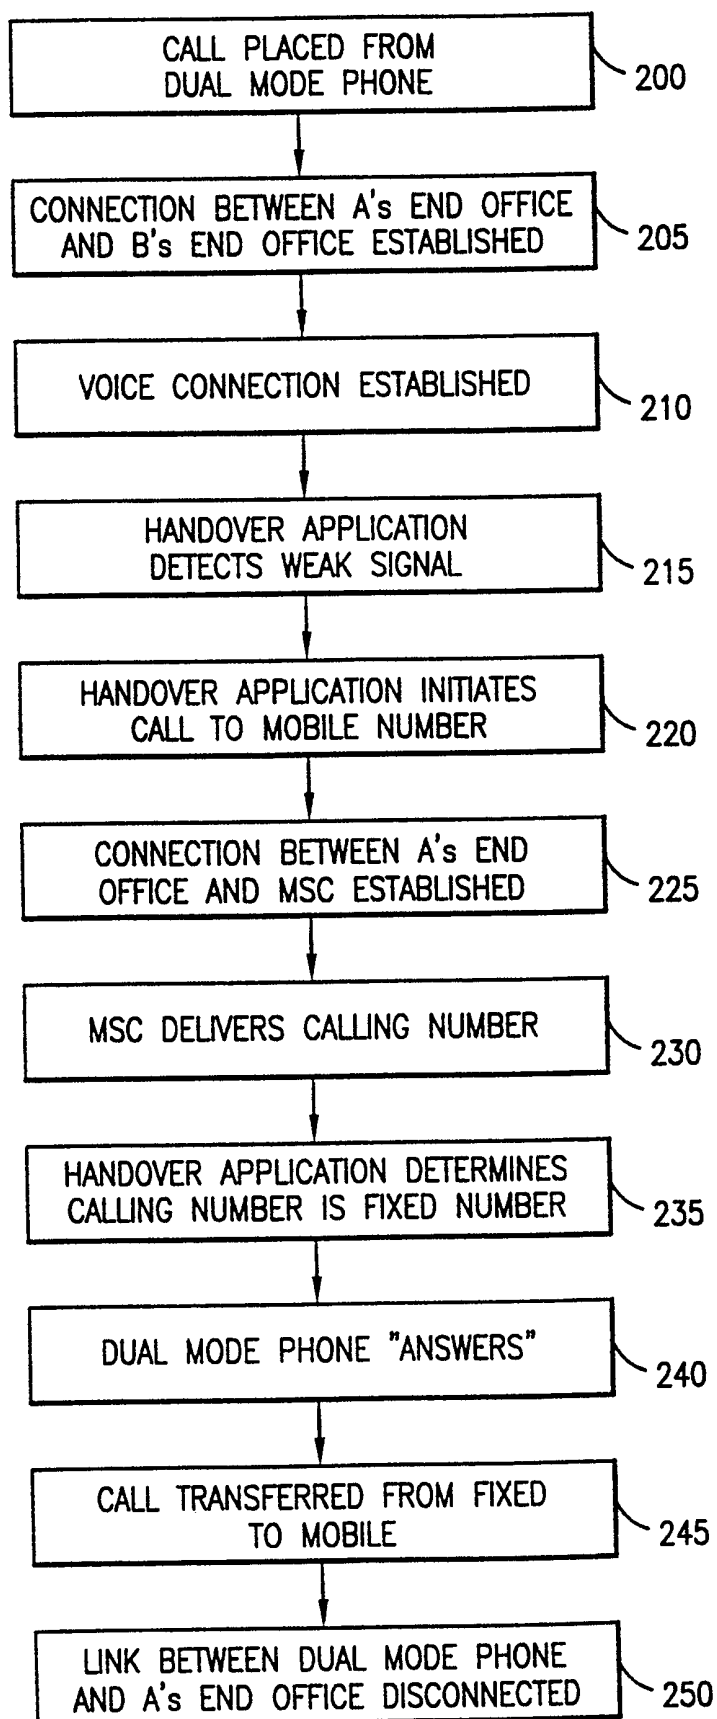 CALL PLACED FROM
DUAL MODE PHONE
200
CONNECTION BETWEEN A's END OFFICE
AND B's END OFFICE ESTABLISHED
205
VOICE CONNECTION ESTABLISHED
210
HANDOVER APPLICATION
DETECTS WEAK SIGNAL
215
HANDOVER APPLICATION INITIATES
CALL TO MOBILE NUMBER
220
CONNECTION BETWEEN A's END
OFFICE AND MSC ESTABLISHED
225
MSC DELIVERS CALLING NUMBER
230
HANDOVER APPLICATION DETERMINES
CALLING NUMBER IS FIXED NUMBER
235
DUAL MODE PHONE "ANSWERS"
240
CALL TRANSFERRED FROM FIXED
TO MOBILE
245
LINK BETWEEN DUAL MODE PHONE
AND A's END OFFICE DISCONNECTED
250